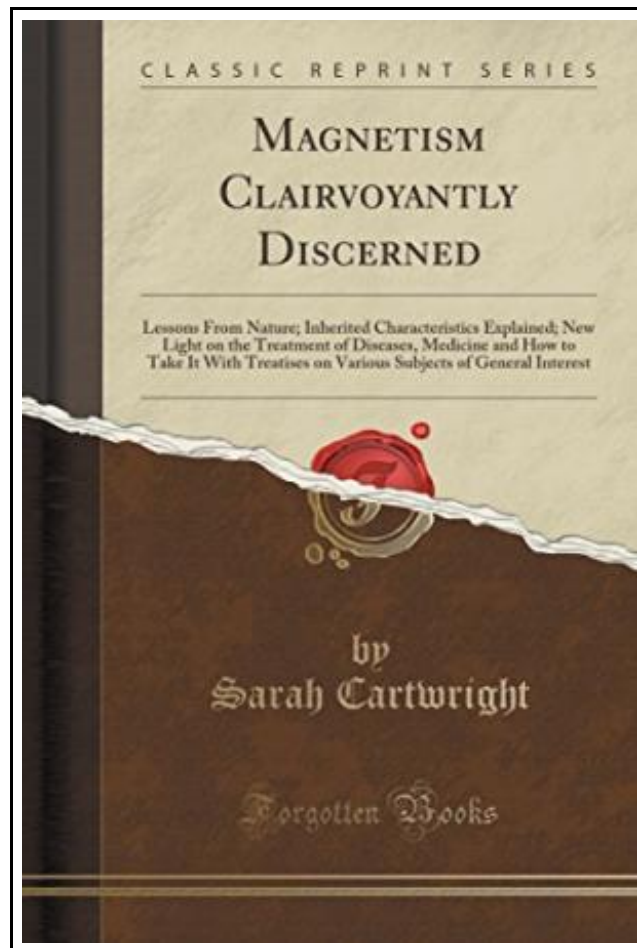 CLASSIC REPRINT SERIES
MAGNETISM
CLAIRVOYANTLY
DISCERNED
Lessons From Nature; Inherited Characteristics Explained; New
Light on the Treatment of Diseases, Medicine and How to
Take It With Treatises on Various Subjects of General Interest
by
Sarah Cartwright
Forgotten Books